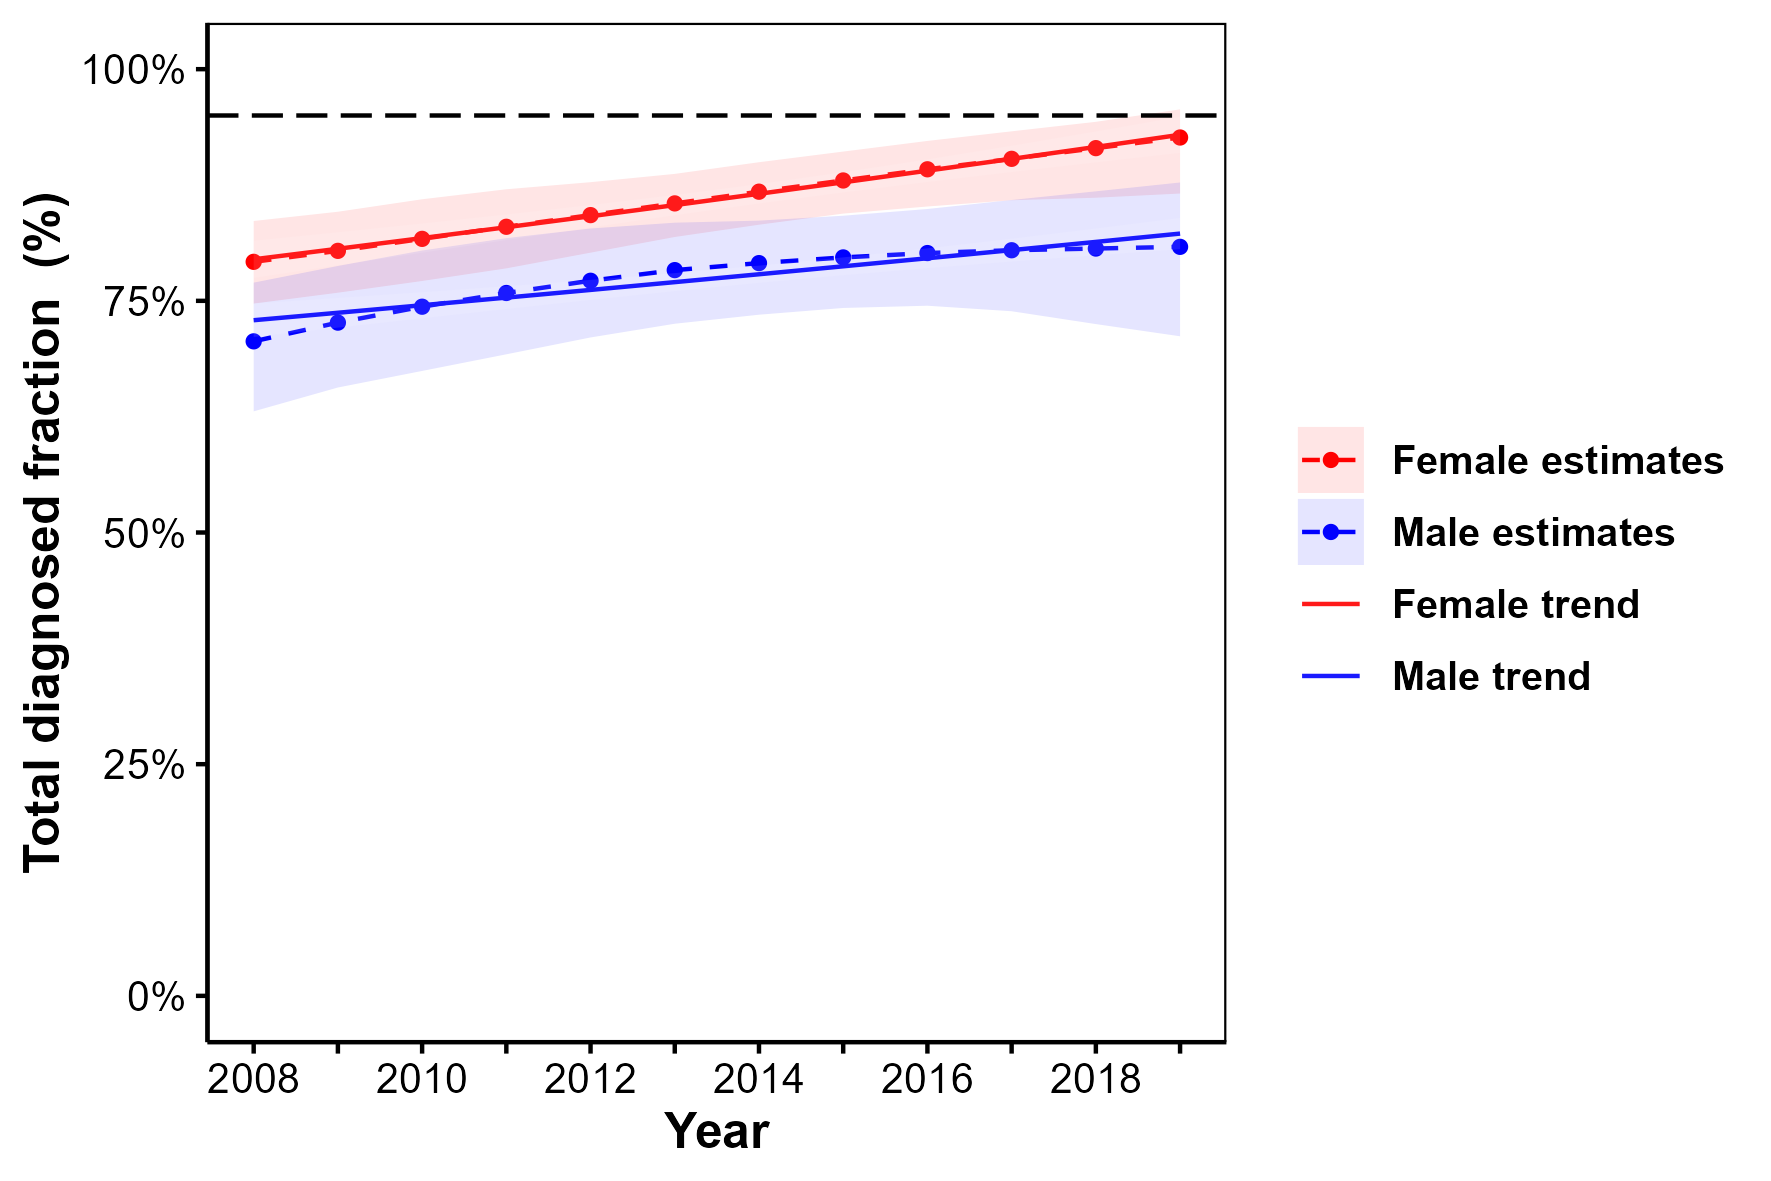 Total diagnosed fraction (%)
100%
75%
50%
25%
0%
2008 2010 2012 2014 2016 2018
Year
Female estimates
Male estimates
Female trend
Male trend